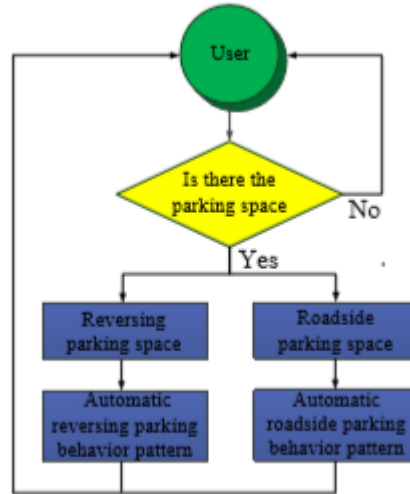 User
Is there the
parking space
No
Yes
Reversing
parking space
Roadside
parking space
Automatic
reversing parking
behavior pattern
Automatic
roadside parking
behavior pattern